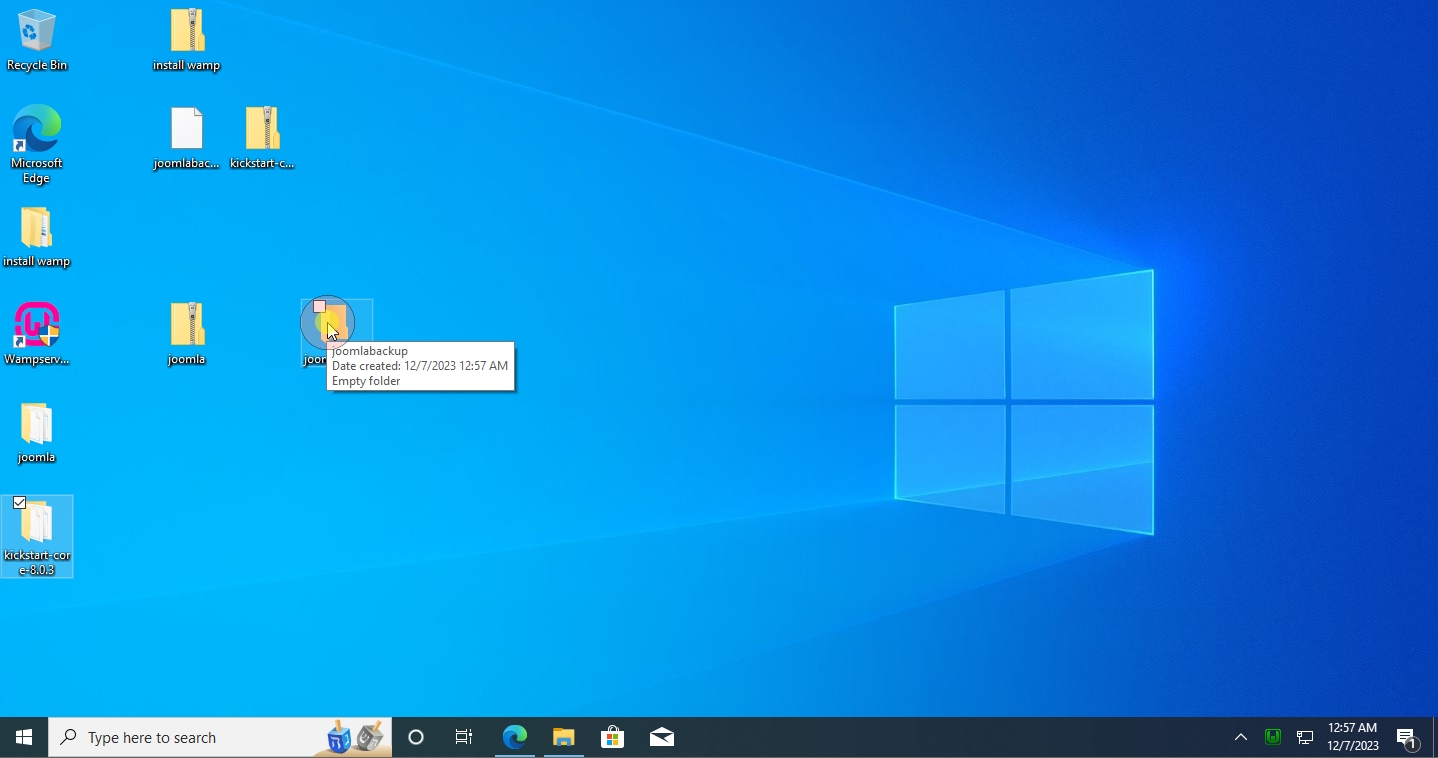 Recycle Bin
install wamp
Microsoft
Edge
joomlabac...
kickstart-c...
install wamp
Wampserv...
joomla
joom
joomlabackup
Date created: 12/7/2023 12:57 AM
Empty folder
joomla
kickstart-cor
e-8.0.3
Type here to search
12:57 AM
12/7/2023
1